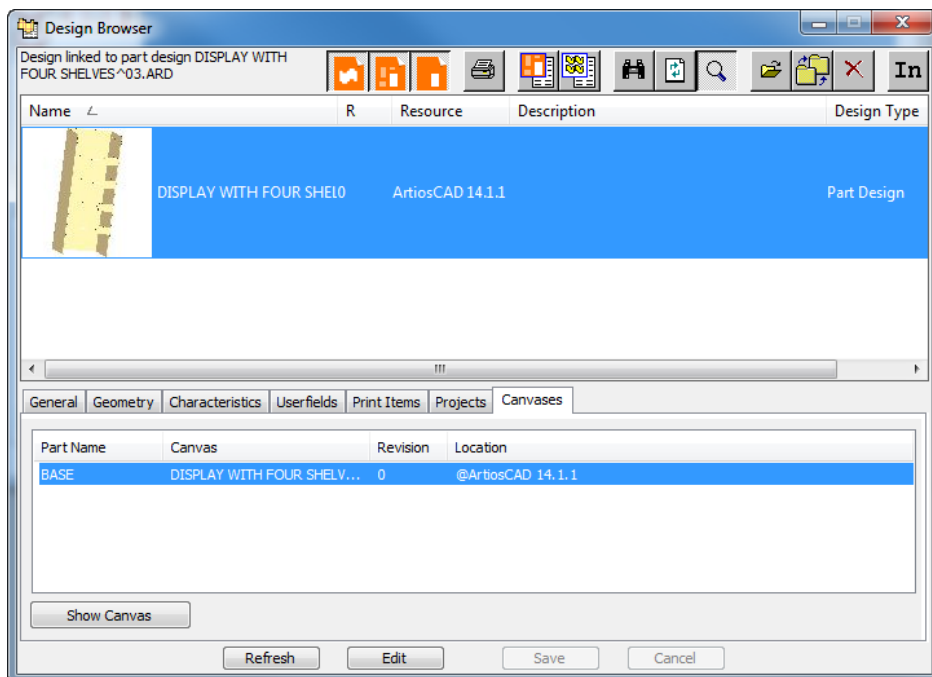 Design Browser
Design linked to part design DISPLAY WITH
FOUR SHELVES^03.ARD
In
Name R Resource Description Design Type
DISPLAY WITH FOUR SHEL0 ArtiosCAD 14.1.1 Part Design
General Geometry Characteristics Userfields Print Items Projects Canvases
Part Name Canvas Revision Location
BASE DISPLAY WITH FOUR SHELV... 0 @ArtiosCAD 14.1.1
Show Canvas
Refresh Edit Save Cancel